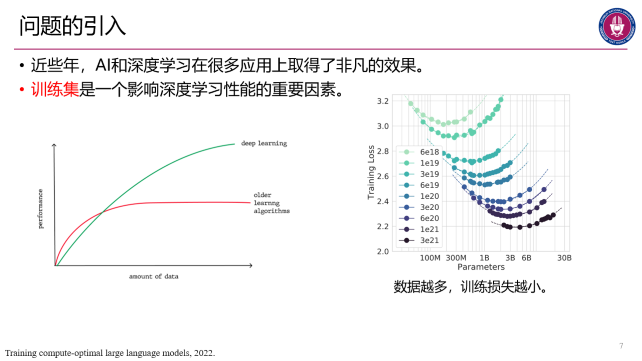 问题的引入
• 近些年，AI和深度学习在很多应用上取得了非凡的效果。
• 训练集是一个影响深度学习性能的重要因素。
deep learning
older
learnng
algorithms
performance
amount of data
Training Loss
3.2
3.0
2.8
2.6
2.4
2.2
2.0
6e18
1e19
3e19
6e19
1e20
3e20
6e20
1e21
3e21
100M 300M 1B 3B 6B 30B
Parameters
数据越多，训练损失越小。
Training compute-optimal large language models, 2022.
7